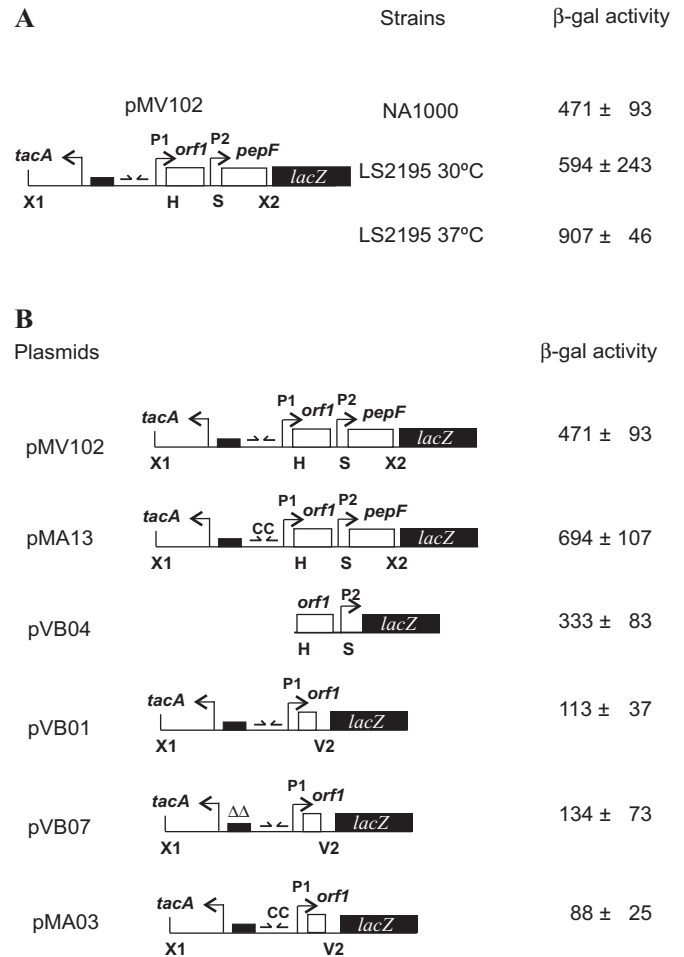 A
Strains β-gal activity
pMV102
NA1000 471 ± 93
P1 P2
tacA orf1 pepF
lacZ
LS2195 30ºC 594 ± 243
X1 H S X2
LS2195 37ºC 907 ± 46
B
Plasmids β-gal activity
P1 P2
tacA orf1 pepF
pMV102 lacZ 471 ± 93
X1 H S X2
P1 P2
tacA CC orf1 pepF
pMA13 lacZ 694 ± 107
X1 H S X2
orf1 P2
pVB04 lacZ 333 ± 83
H S
P1
tacA orf1
pVB01 lacZ 113 ± 37
X1 V2
P1
tacA ΔΔ orf1
pVB07 lacZ 134 ± 73
X1 V2
P1
tacA CC orf1
pMA03 lacZ 88 ± 25
X1 V2